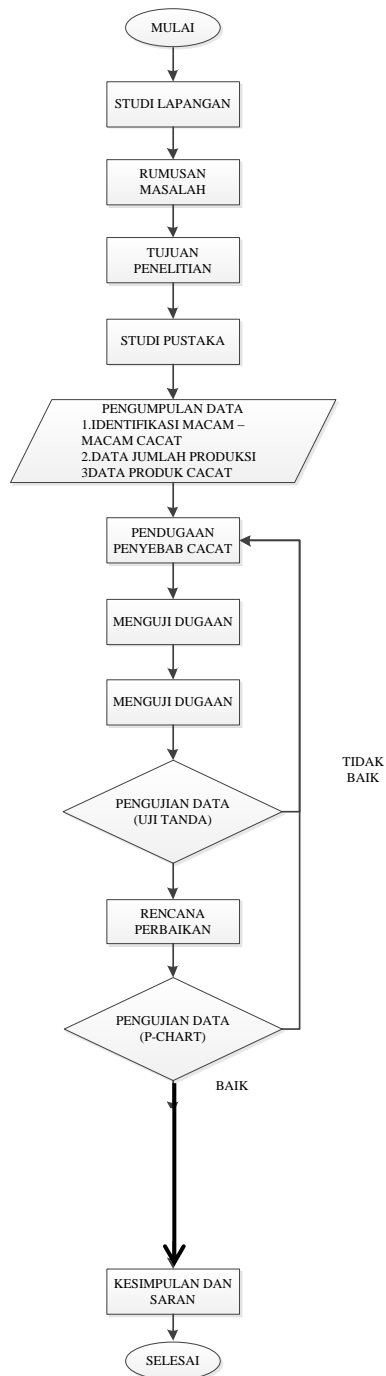 MULAI
STUDI LAPANGAN
RUMUSAN
MASALAH
TUJUAN
PENELITIAN
STUDI PUSTAKA
PENGUMPULAN DATA
1.IDENTIFIKASI MACAM –
MACAM CACAT
2.DATA JUMLAH PRODUKSI
3DATA PRODUK CACAT
PENDUGAAN
PENYEBAB CACAT
MENGUJI DUGAAN
MENGUJI DUGAAN
TIDAK
BAIK
PENGUJIAN DATA
(UJI TANDA)
RENCANA
PERBAIKAN
PENGUJIAN DATA
(P-CHART)
BAIK
KESIMPULAN DAN
SARAN
SELESAI